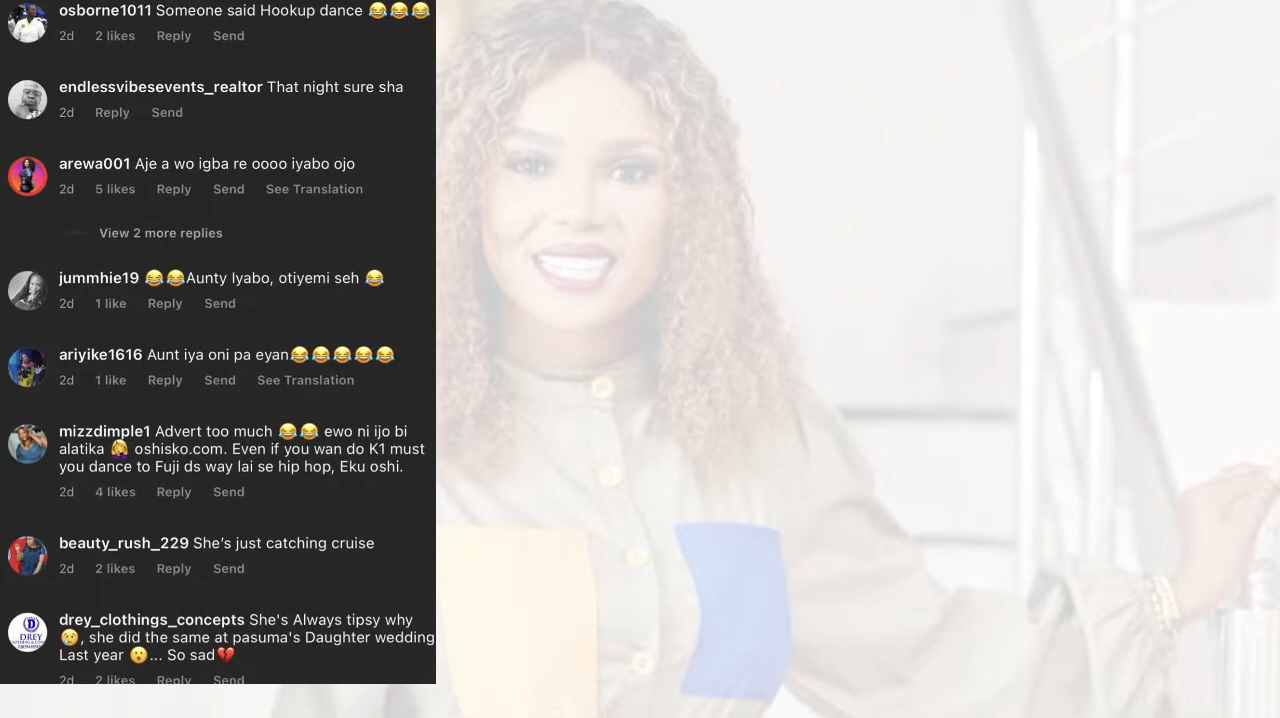 osborne1011 Someone said Hookup dance 😂😂😂
2d 2 likes Reply Send
endlessvibesevents_realtor That night sure sha
2d Reply Send
arewa001 Aje a wo igba re oooo iyabo ojo
2d 5 likes Reply Send See Translation
View 2 more replies
jummhie19 😂😂Aunty Iyabo, otiyemi seh 😂
2d 1 like Reply Send
ariyike1616 Aunt iya oni pa eyan😂😂😂😂😂
2d 1 like Reply Send See Translation
mizzdimple1 Advert too much 😂😂 ewo ni ijo bi
alatika 🤦‍♀️ oshisko.com. Even if you wan do K1 must
you dance to Fuji ds way lai se hip hop, Eku oshi.
2d 4 likes Reply Send
beauty_rush_229 She's just catching cruise
2d 2 likes Reply Send
drey_clothings_concepts She's Always tipsy why
😢, she did the same at pasuma's Daughter wedding
Last year 😮... So sad💔
2d 2 likes Reply Send
DREY